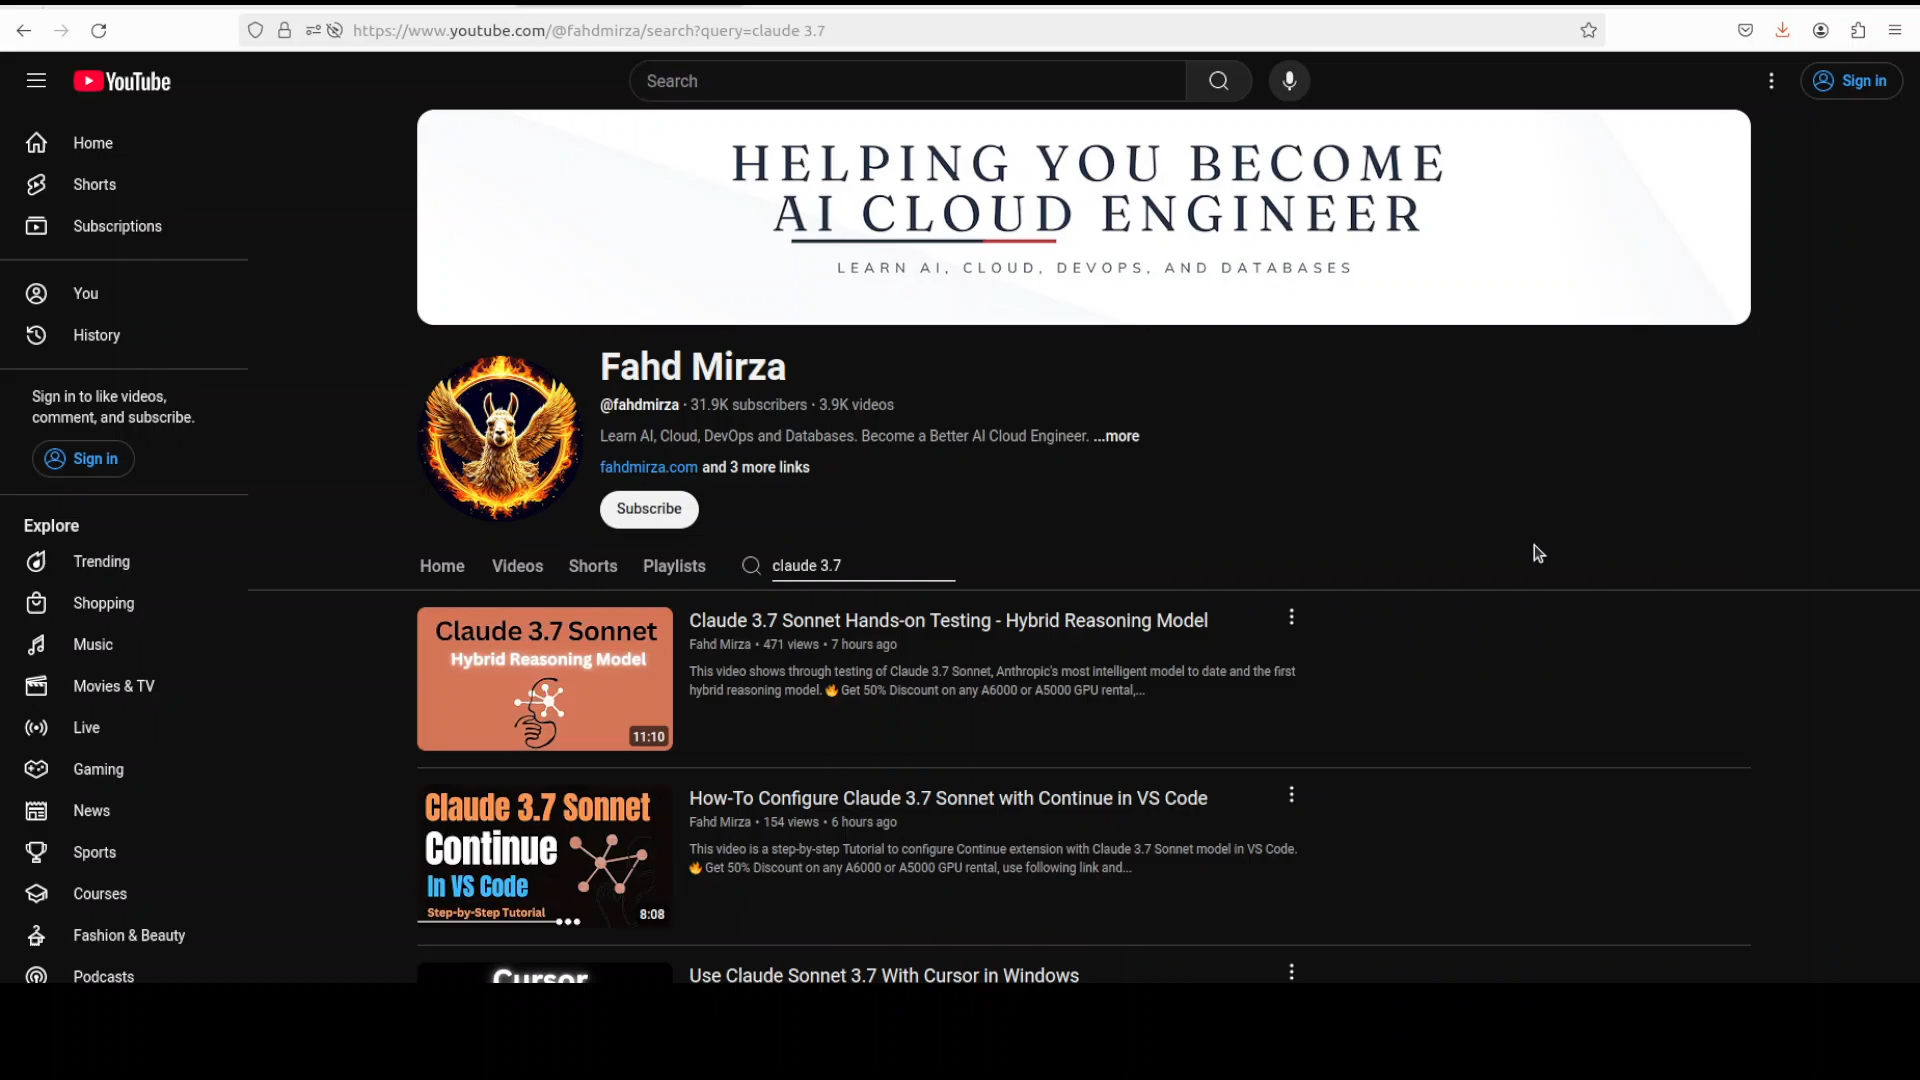 https://www.youtube.com/@fahdmirza/search?query=claude 3.7
YouTube
Search
Sign in
Home
Shorts
Subscriptions
You
History
Sign in to like videos,
comment, and subscribe.
Sign in
Explore
Trending
Shopping
Music
Movies & TV
Live
Gaming
News
Sports
Courses
Fashion & Beauty
Podcasts
HELPING YOU BECOME
AI CLOUD ENGINEER
LEARN AI, CLOUD, DEVOPS, AND DATABASES
Fahd Mirza
@fahdmirza · 31.9K subscribers · 3.9K videos
Learn AI, Cloud, DevOps and Databases. Become a Better AI Cloud Engineer. ...more
fahdmirza.com and 3 more links
Subscribe
Home Videos Shorts Playlists claude 3.7
Claude 3.7 Sonnet
Hybrid Reasoning Model
11:10
Claude 3.7 Sonnet Hands-on Testing - Hybrid Reasoning Model
Fahd Mirza • 471 views • 7 hours ago
This video shows through testing of Claude 3.7 Sonnet, Anthropic's most intelligent model to date and the first
hybrid reasoning model. 🔥 Get 50% Discount on any A6000 or A5000 GPU rental,...
Claude 3.7 Sonnet
Continue
In VS Code
Step-by-Step Tutorial
8:08
How-To Configure Claude 3.7 Sonnet with Continue in VS Code
Fahd Mirza • 154 views • 6 hours ago
This video is a step-by-step Tutorial to configure Continue extension with Claude 3.7 Sonnet model in VS Code.
🔥 Get 50% Discount on any A6000 or A5000 GPU rental, use following link and...
Cursor
Use Claude Sonnet 3.7 With Cursor in Windows